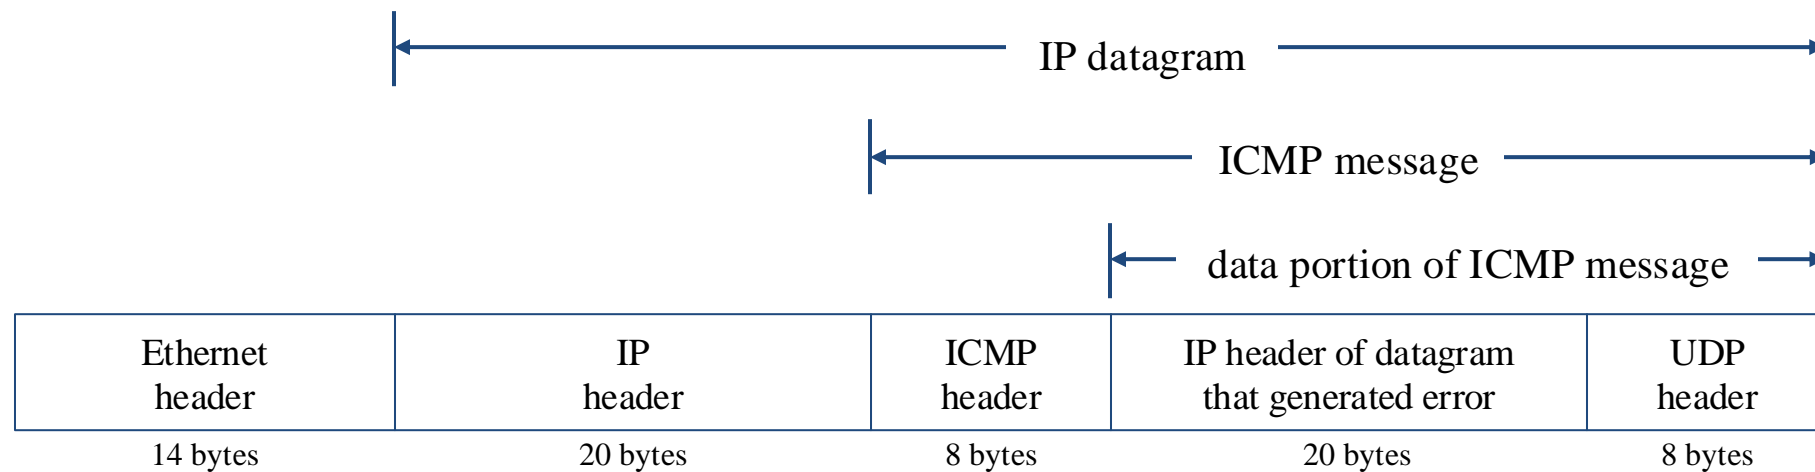 IP datagram
ICMP message
data portion of ICMP message
Ethernet
header
IP
header
ICMP
header
IP header of datagram
that generated error
UDP
header
14 bytes
20 bytes
8 bytes
20 bytes
8 bytes